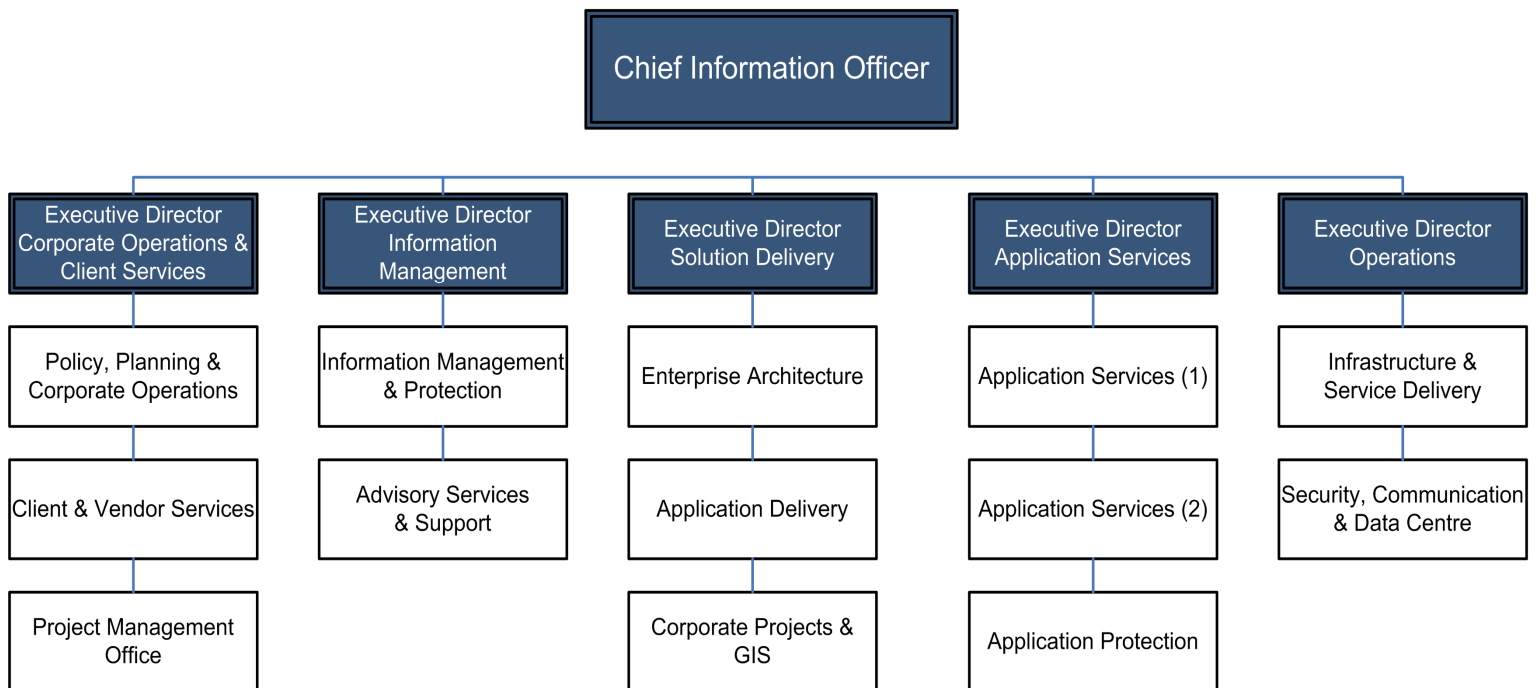 Chief Information Officer
Executive Director
Corporate Operations &
Client Services
Executive Director
Information
Management
Executive Director
Solution Delivery
Executive Director
Application Services
Executive Director
Operations
Policy, Planning &
Corporate Operations
Information Management
& Protection
Enterprise Architecture
Application Services (1)
Infrastructure &
Service Delivery
Client & Vendor Services
Advisory Services
& Support
Application Delivery
Application Services (2)
Security, Communication
& Data Centre
Project Management
Office
Corporate Projects &
GIS
Application Protection